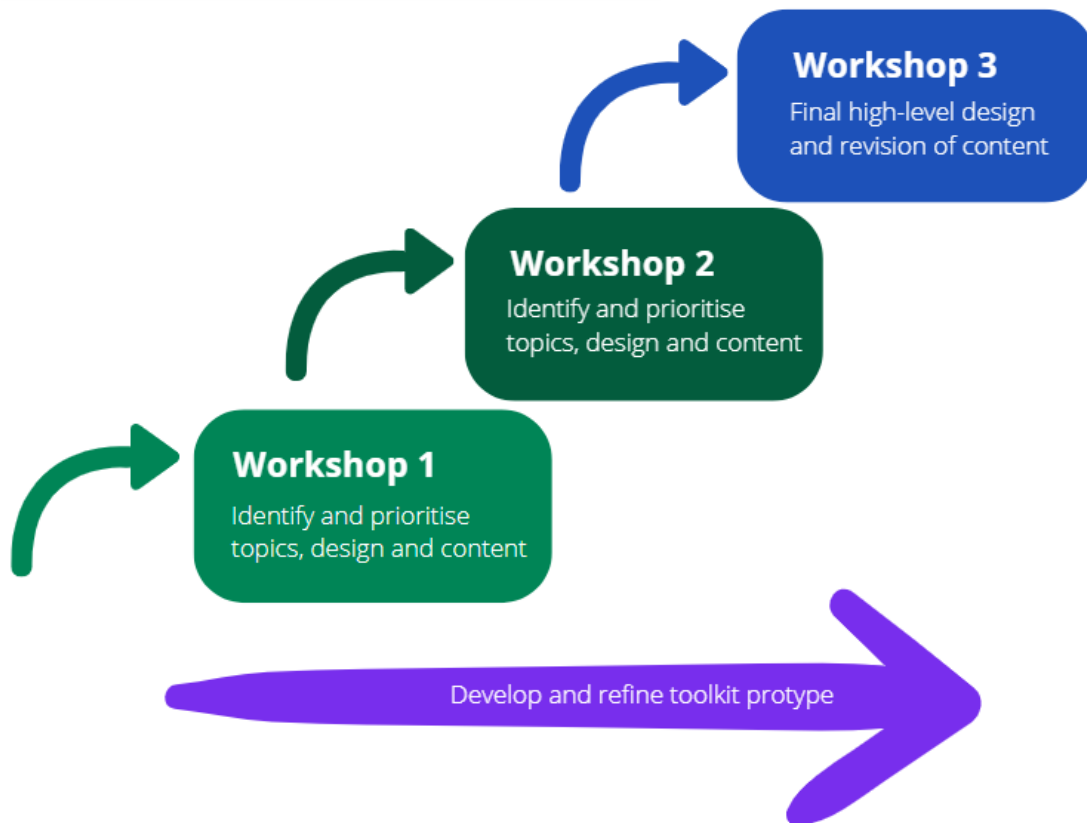 Workshop 3
Final high-level design
and revision of content
Workshop 2
Identify and prioritise
topics, design and content
Workshop 1
Identify and prioritise
topics, design and content
Develop and refine toolkit protype